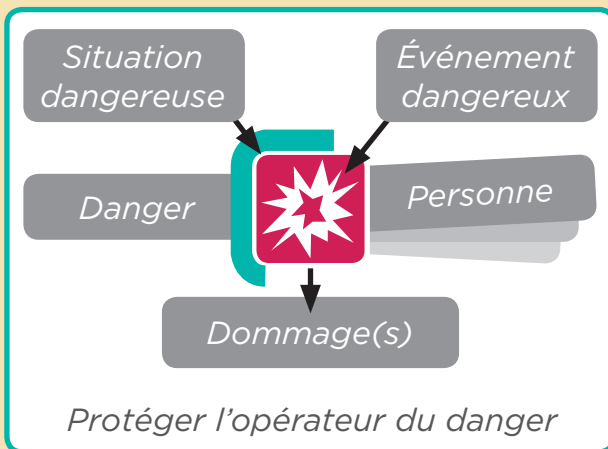 Situation
dangereuse
Événement
dangereux
Danger
Personne
Dommage(s)
Protéger l'opérateur du danger